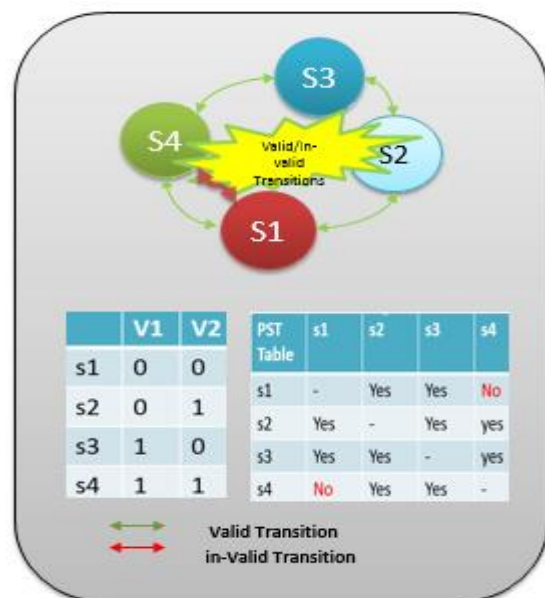 S3
S4
Valid/In-
valid
Transitions
S2
S1
V1 V2
s1 0 0
s2 0 1
s3 1 0
s4 1 1
PST Table s1 s2 s3 s4
s1 - Yes Yes No
s2 Yes - Yes yes
s3 Yes Yes - yes
s4 No Yes Yes -
Valid Transition
in-Valid Transition